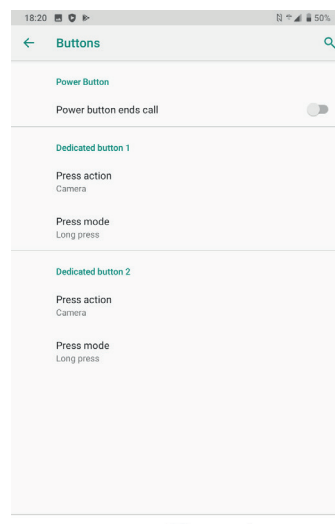 18:20 50%
Buttons
Power Button
Power button ends call
Dedicated button 1
Press action
Camera
Press mode
Long press
Dedicated button 2
Press action
Camera
Press mode
Long press